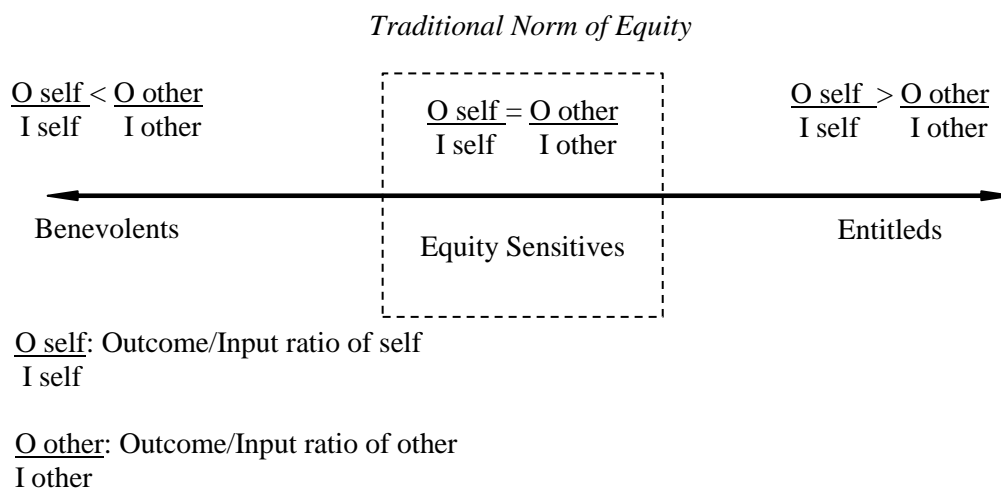 Traditional Norm of Equity
O self < O other
I self I other
O self = O other
I self I other
O self > O other
I self I other
Benevolents
Equity Sensitives
Entitleds
O self: Outcome/Input ratio of self
I self
O other: Outcome/Input ratio of other
I other